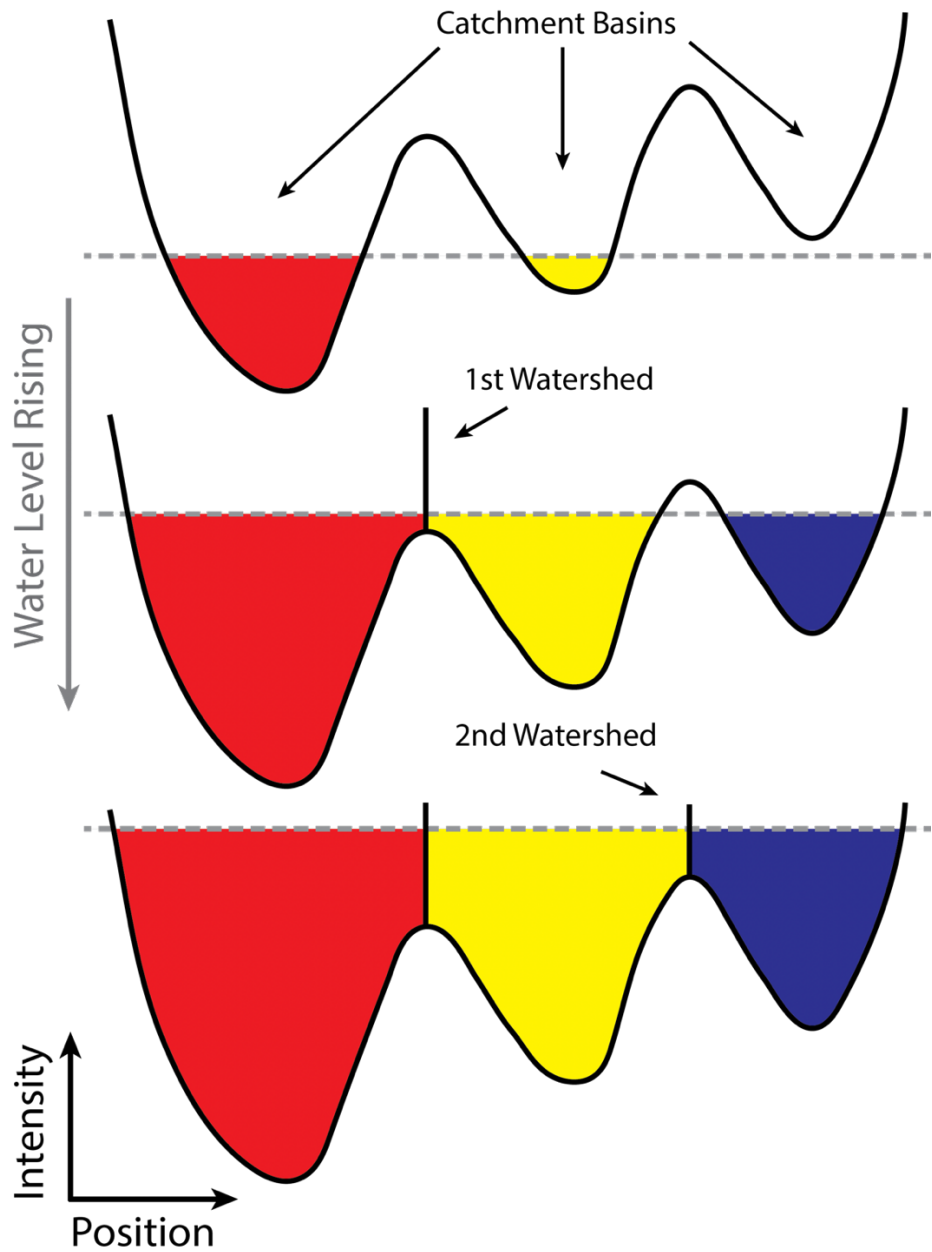 Catchment Basins
Water Level Rising
1st Watershed
2nd Watershed
Intensity
Position